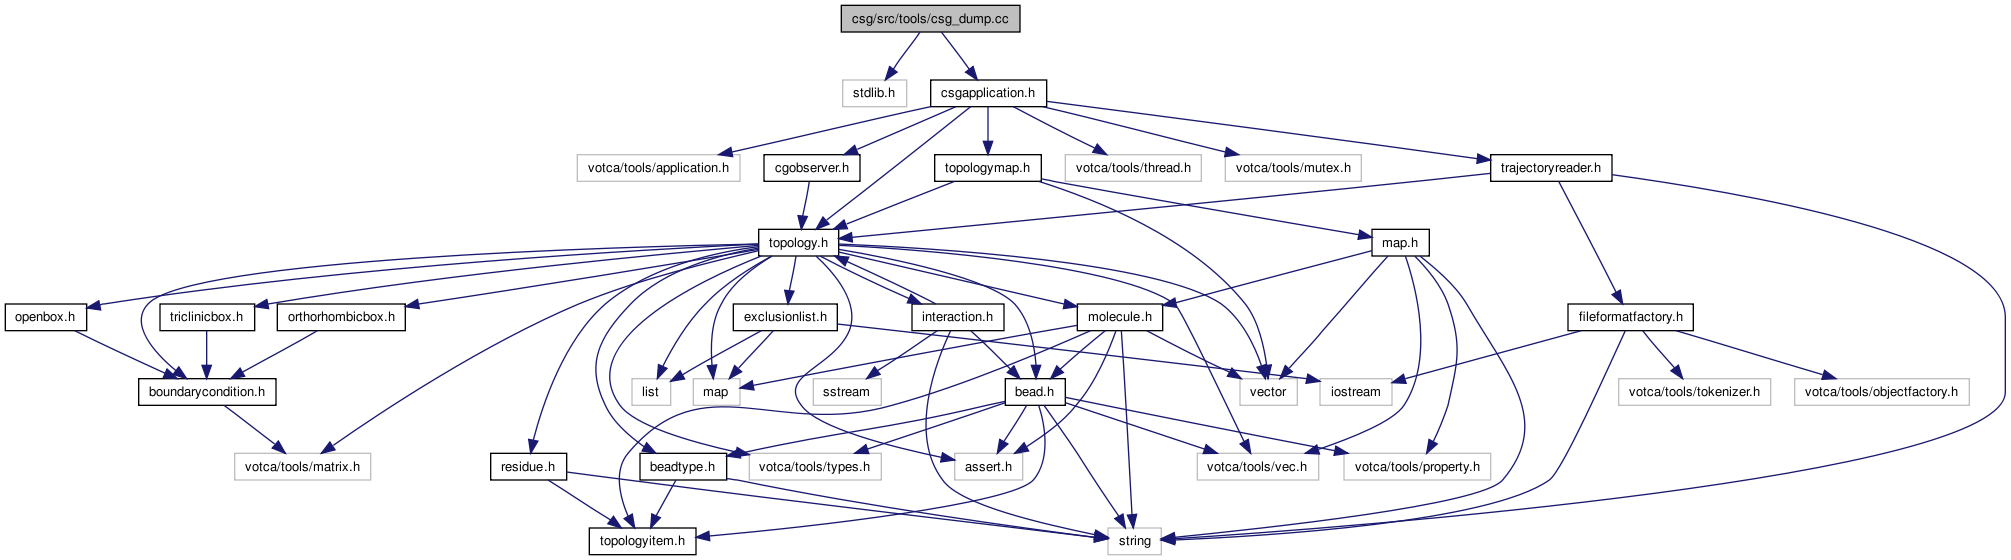 csg/src/tools/csg_dump.cc
stdlib.h
csgapplication.h
votca/tools/application.h
cgobserver.h
topologymap.h
votca/tools/thread.h
votca/tools/mutex.h
trajectoryreader.h
topology.h
map.h
openbox.h
triclinicbox.h
orthorhombicbox.h
exclusionlist.h
interaction.h
molecule.h
fileformatfactory.h
boundarycondition.h
list
map
sstream
bead.h
vector
iostream
votca/tools/tokenizer.h
votca/tools/objectfactory.h
votca/tools/matrix.h
residue.h
beadtype.h
votca/tools/types.h
assert.h
votca/tools/vec.h
votca/tools/property.h
topologyitem.h
string